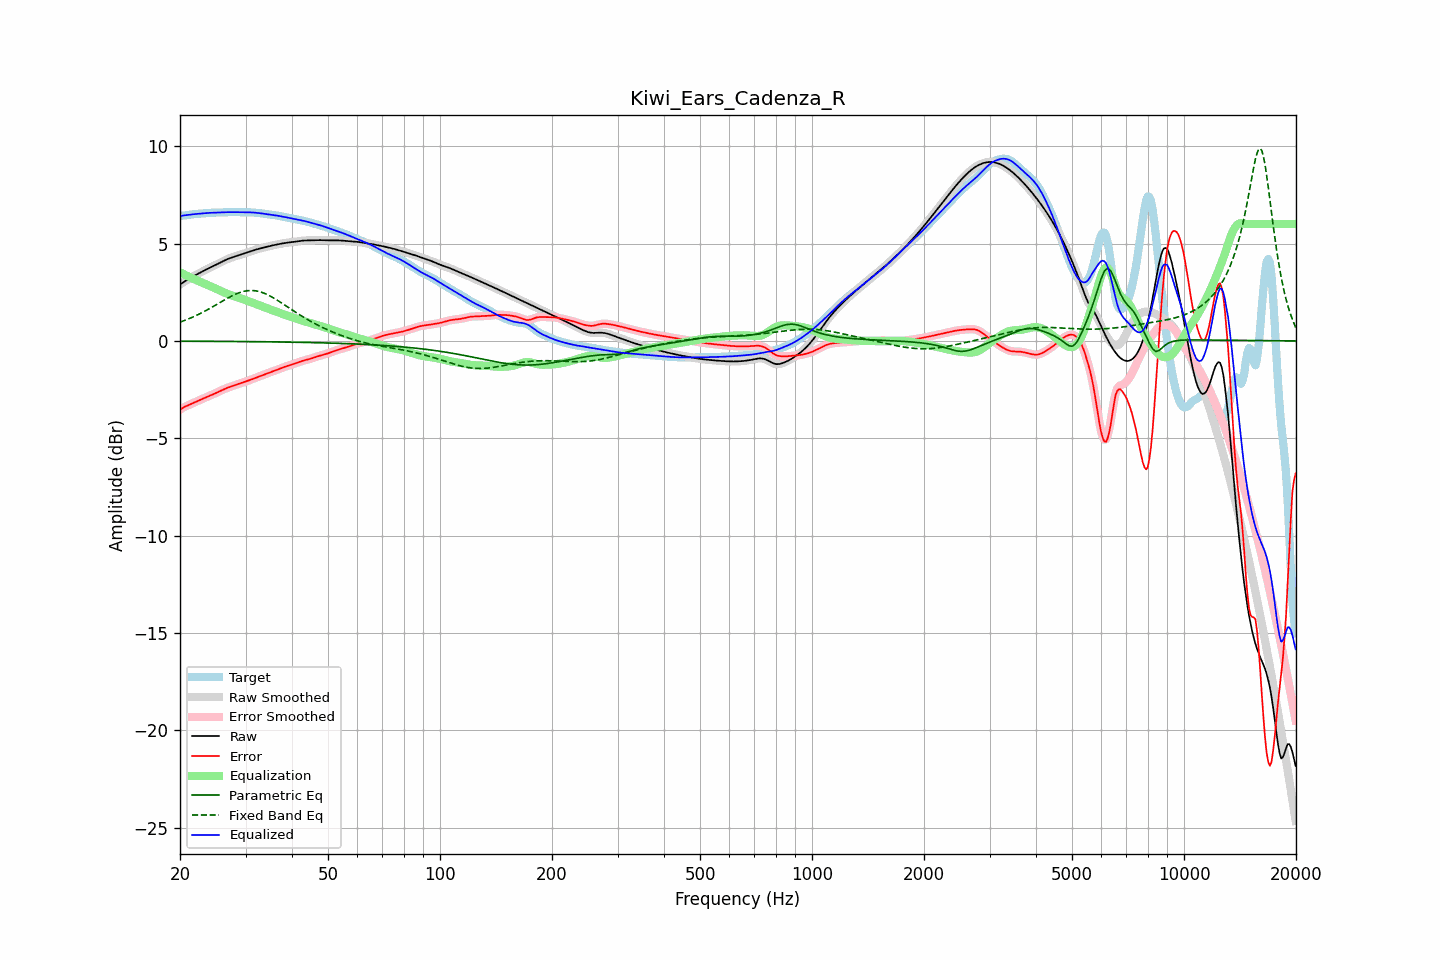 Kiwi_Ears_Cadenza_R
10
5
0
−5
−10
−15
−20
−25
Amplitude (dBr)
Target
Raw Smoothed
Error Smoothed
Raw
Error
Equalization
Parametric Eq
Fixed Band Eq
Equalized
20 50 100 200 500 1000 2000 5000 10000 20000
Frequency (Hz)